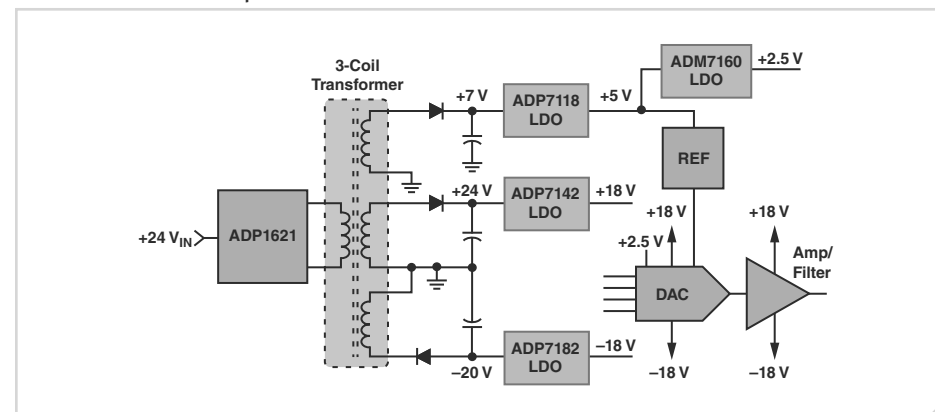 3-Coil
Transformer
+24 VIN
ADP1621
+7 V
ADP7118
LDO
+5 V
ADM7160
LDO
+2.5 V
REF
+24 V
ADP7142
LDO
+18 V
–20 V
ADP7182
LDO
–18 V
+2.5 V
+18 V
DAC
–18 V
+18 V
Amp/
Filter
–18 V